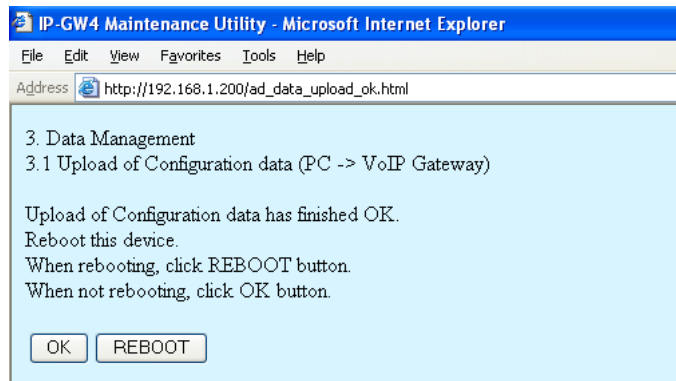 IP-GW4 Maintenance Utility - Microsoft Internet Explorer
File Edit View Favorites Tools Help
Address http://192.168.1.200/ad_data_upload_ok.html
3. Data Management
3.1 Upload of Configuration data (PC -> VoIP Gateway)
Upload of Configuration data has finished OK.
Reboot this device.
When rebooting, click REBOOT button.
When not rebooting, click OK button.
OK REBOOT